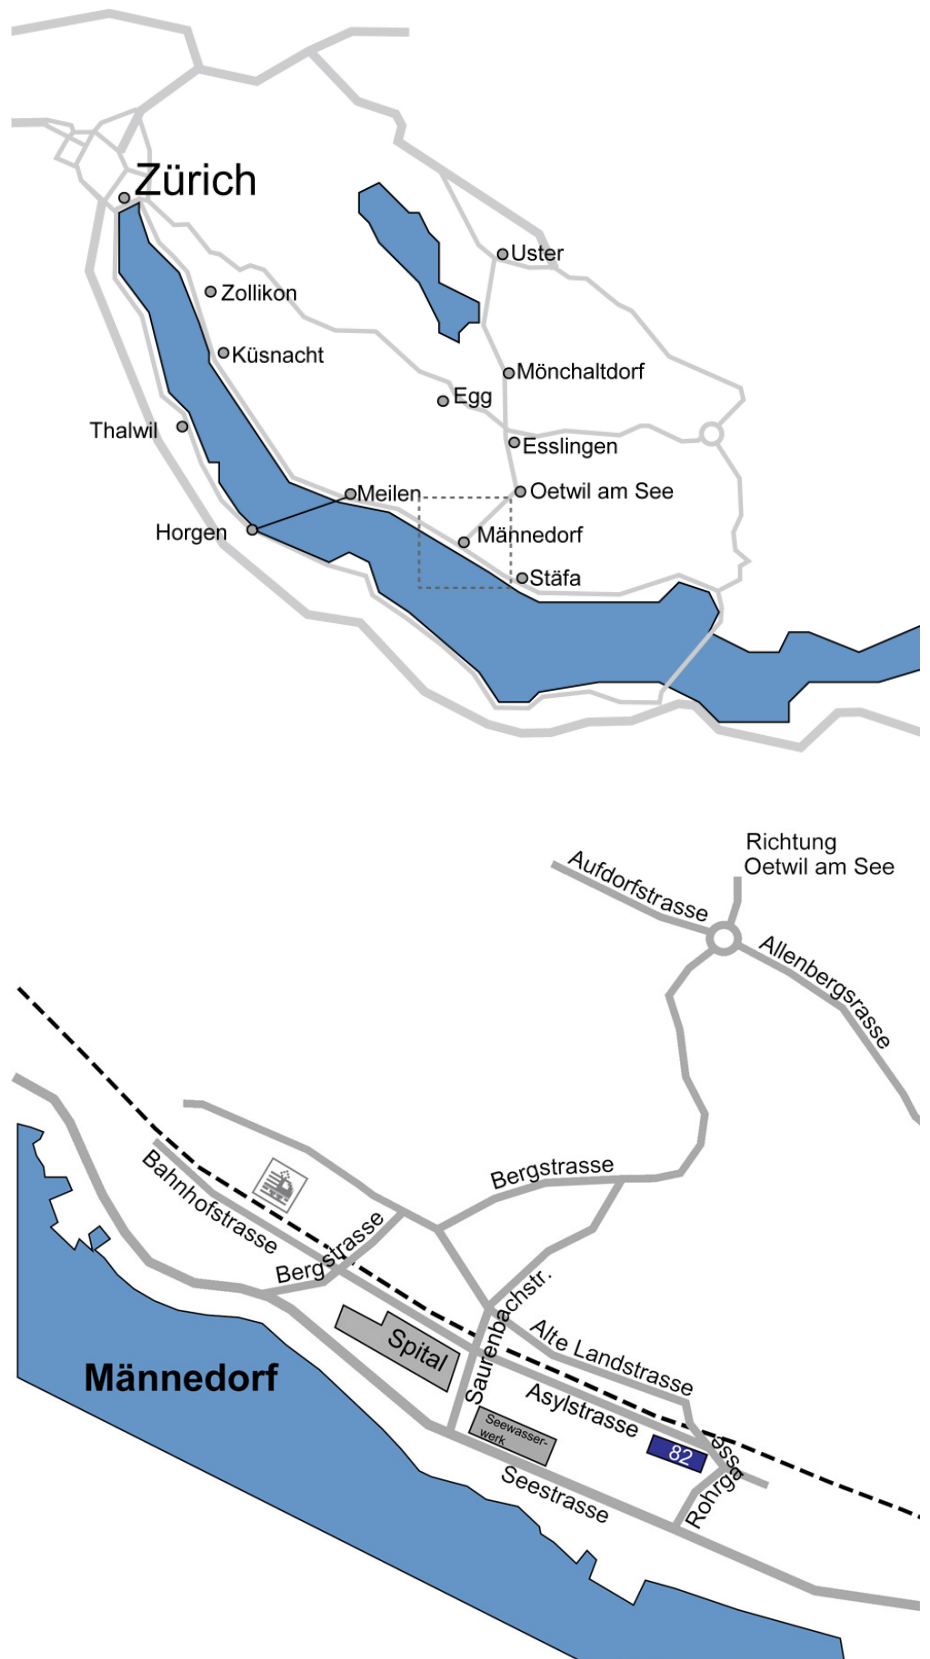 Zürich
Uster
Zollikon
Küsnacht
Mönchaltdorf
Egg
Thalwil
Esslingen
Meilen
Oetwil am See
Horgen
Männedorf
Stäfa
Richtung
Oetwil am See
Aufdorfstrasse
Allenbergsrasse
Bergstrasse
Bahnhofstrasse
Bergstrasse
Saurenbachstr.
Alte Landstrasse
Spital
Männedorf
Asylstrasse
Seewasser-
werk
82
Rohrgasse
Seestrasse